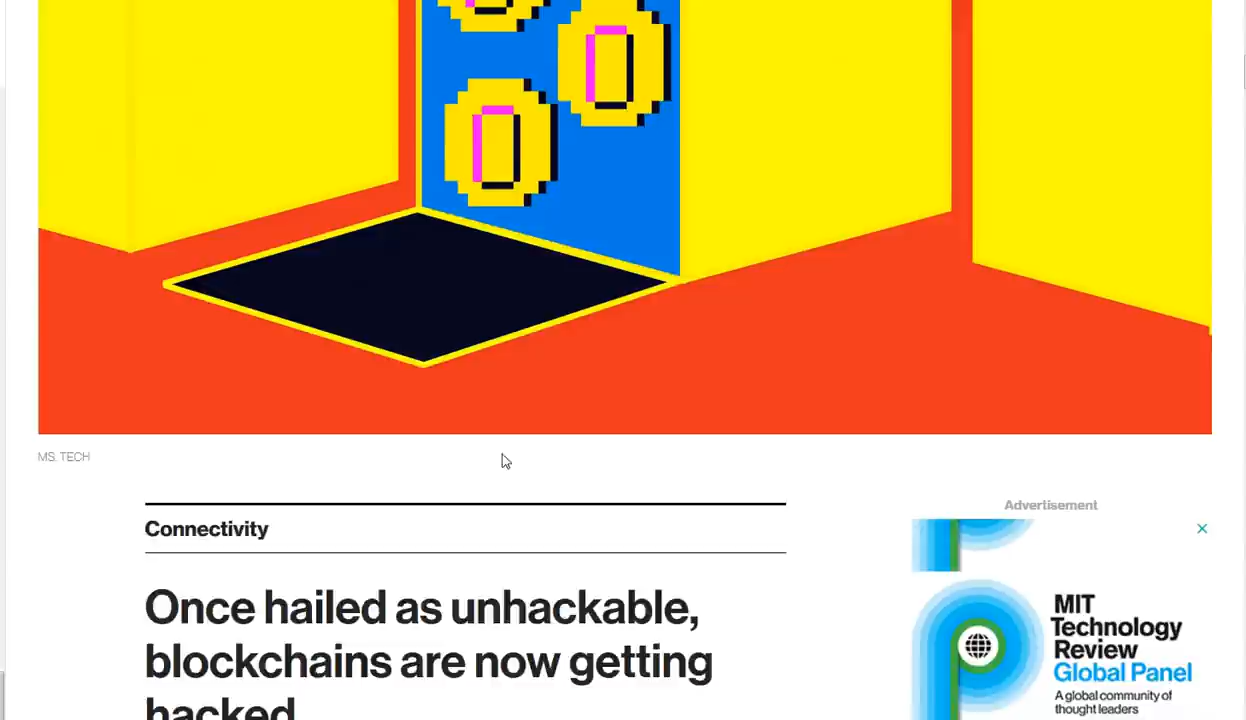 MS. TECH
Advertisement
Connectivity
Once hailed as unhackable,
blockchains are now getting
hacked
MIT
Technology
Review
Global Panel
A global community of
thought leaders